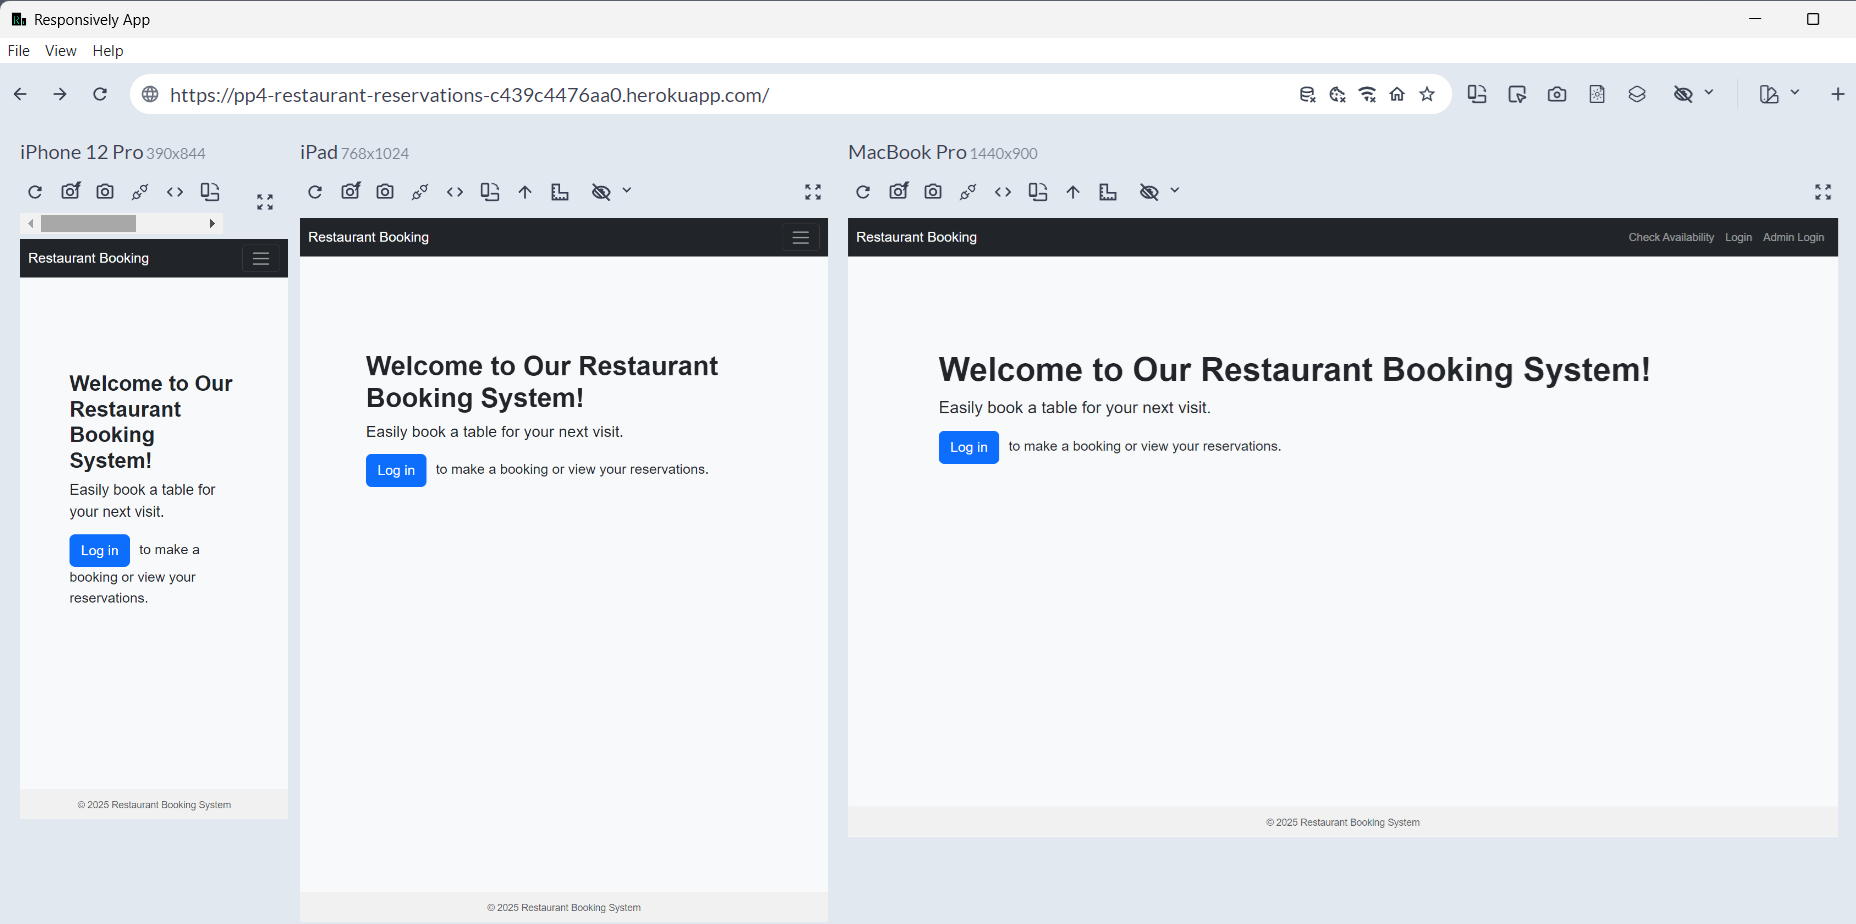 Responsively App
File View Help
https://pp4-restaurant-reservations-c439c4476aa0.herokuapp.com/
iPhone 12 Pro 390x844
Restaurant Booking
Welcome to Our
Restaurant
Booking
System!
Easily book a table for
your next visit.
Log in to make a
booking or view your
reservations.
© 2025 Restaurant Booking System
iPad 768x1024
Restaurant Booking
Welcome to Our Restaurant
Booking System!
Easily book a table for your next visit.
Log in to make a booking or view your reservations.
© 2025 Restaurant Booking System
MacBook Pro 1440x900
Restaurant Booking Check Availability Login Admin Login
Welcome to Our Restaurant Booking System!
Easily book a table for your next visit.
Log in to make a booking or view your reservations.
© 2025 Restaurant Booking System